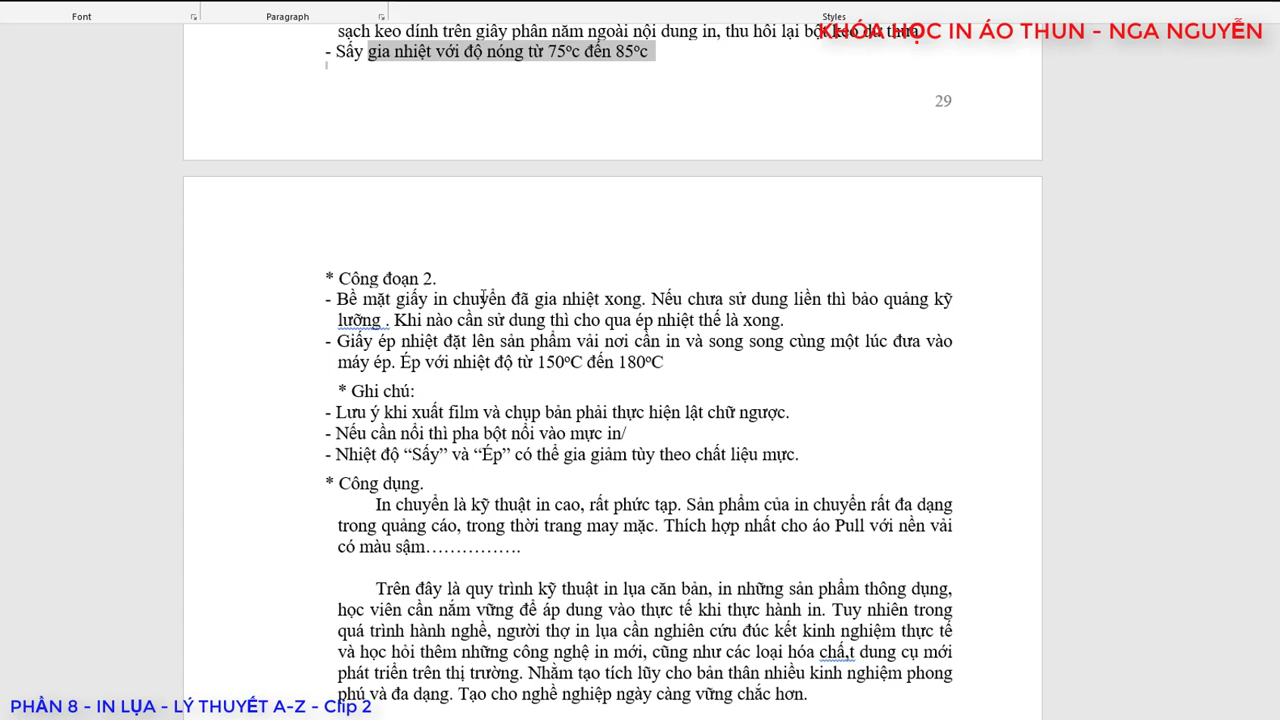 Font Paragraph Styles
sạch keo dính trên giây phân năm ngoài nội dung in, thu hồi lại bột keo dư thừa
KHÓA HỌC IN ÁO THUN - NGA NGUYỄN
- Sấy gia nhiệt với độ nóng từ 75ºc đến 85ºc
29
* Công đoạn 2.
- Bề mặt giấy in chuyển đã gia nhiệt xong. Nếu chưa sử dung liền thì bảo quảng kỹ
lưỡng . Khi nào cần sử dung thì cho qua ép nhiệt thế là xong.
- Giấy ép nhiệt đặt lên sản phẩm vải nơi cần in và song song cùng một lúc đưa vào
máy ép. Ép với nhiệt độ từ 150ºC đến 180ºC
* Ghi chú:
- Lưu ý khi xuất film và chụp bản phải thực hiện lật chữ ngược.
- Nếu cần nổi thì pha bột nổi vào mực in/
- Nhiệt độ “Sấy” và “Ép” có thể gia giảm tùy theo chất liệu mực.
* Công dụng.
In chuyển là kỹ thuật in cao, rất phức tạp. Sản phẩm của in chuyển rất đa dạng
trong quảng cáo, trong thời trang may mặc. Thích hợp nhất cho áo Pull với nền vải
có màu sậm…………….
Trên đây là quy trình kỹ thuật in lụa căn bản, in những sản phẩm thông dụng,
học viên cần nắm vững để áp dung vào thực tế khi thực hành in. Tuy nhiên trong
quá trình hành nghề, người thợ in lụa cần nghiên cứu đúc kết kinh nghiệm thực tế
và học hỏi thêm những công nghệ in mới, cũng như các loại hóa chấ,t dung cụ mới
phát triển trên thị trường. Nhằm tạo tích lũy cho bản thân nhiều kinh nghiệm phong
phú và đa dạng. Tạo cho nghề nghiệp ngày càng vững chắc hơn.
PHẦN 8 - IN LỤA - LÝ THUYẾT A-Z - Clip 2